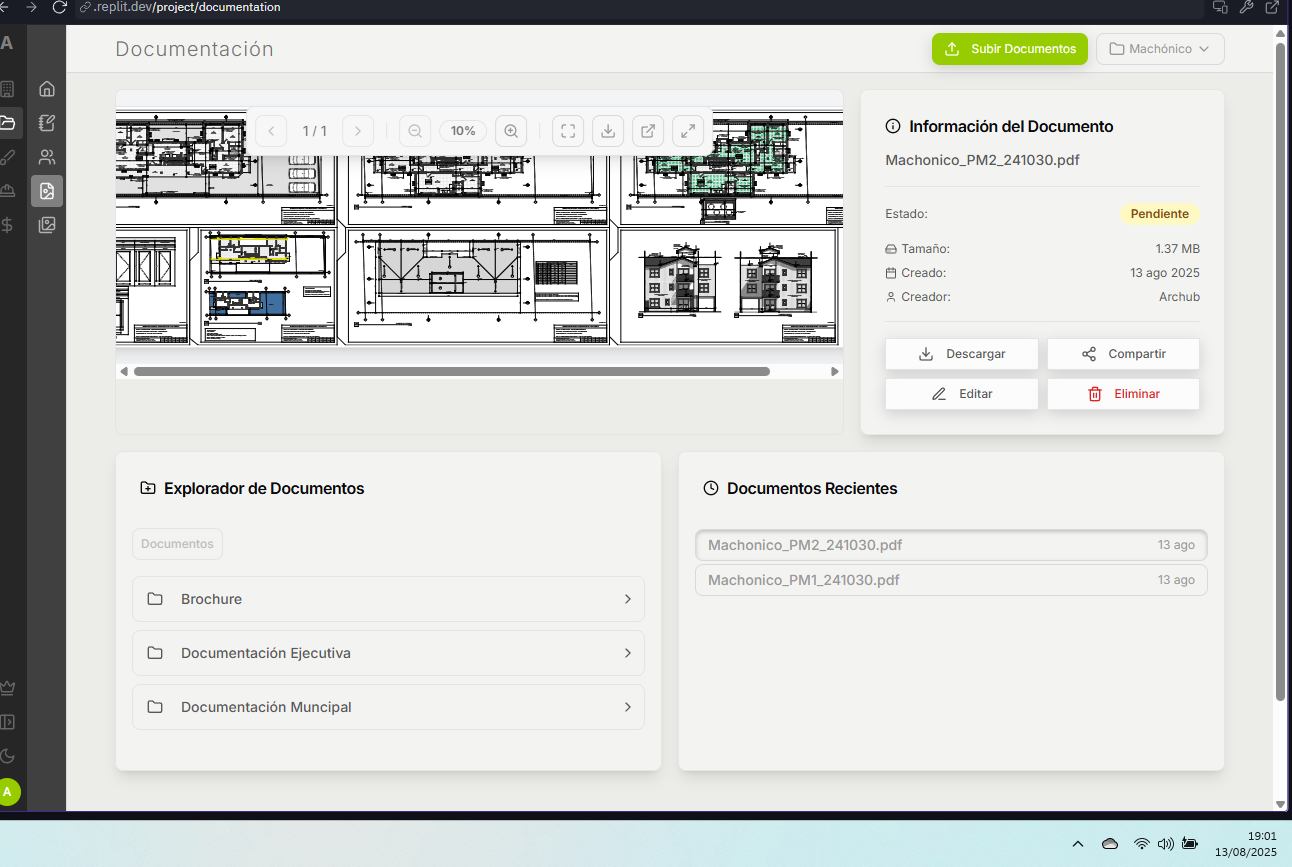 .replit.dev/project/documentation
A
Documentación
Subir Documentos
Machónico
1 / 1
10%
Información del Documento
Machonico_PM2_241030.pdf
Estado:
Pendiente
Tamaño:
1.37 MB
Creado:
13 ago 2025
Creador:
Archub
Descargar
Compartir
Editar
Eliminar
Explorador de Documentos
Documentos
Brochure
Documentación Ejecutiva
Documentación Muncipal
Documentos Recientes
Machonico_PM2_241030.pdf
13 ago
Machonico_PM1_241030.pdf
13 ago
A
19:01
13/08/2025